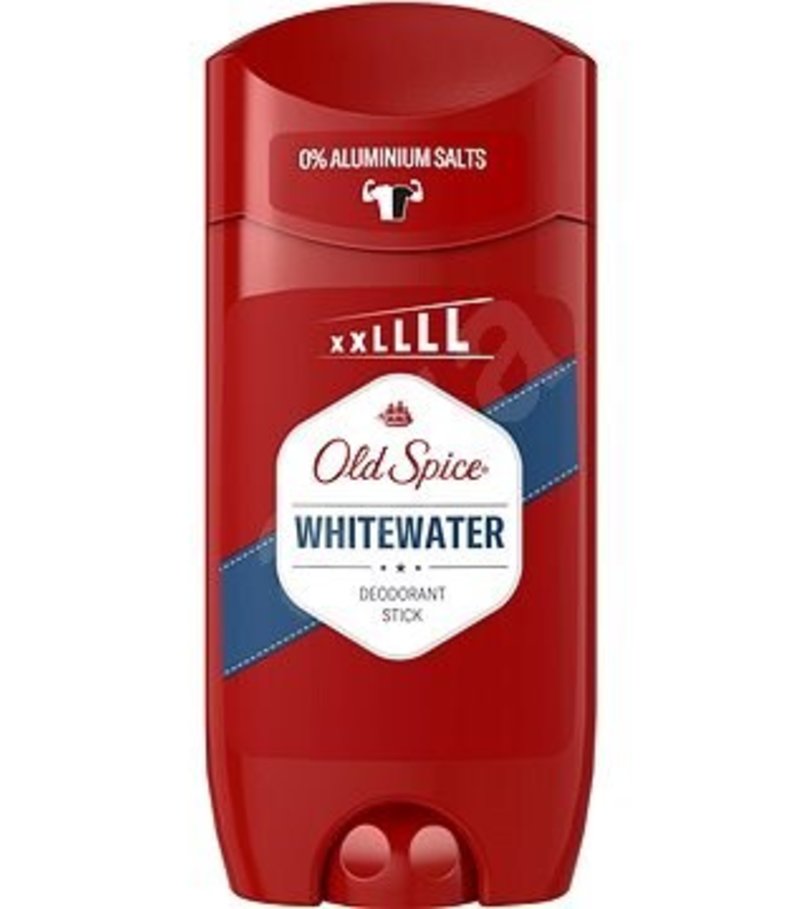 0% ALUMINIUM SALTS
XXLLLL
Old Spice
WHITEWATER
DEODORANT
STICK